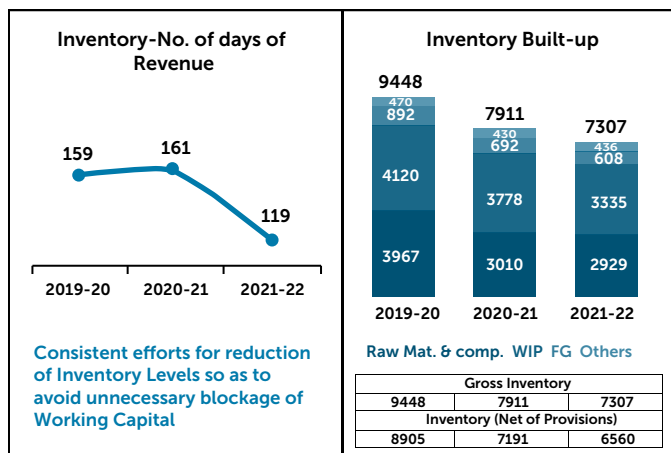 Inventory-No. of days of
Revenue
159
161
119
2019-20 2020-21 2021-22
Consistent efforts for reduction
of Inventory Levels so as to
avoid unnecessary blockage of
Working Capital
Inventory Built-up
9448
470
892
4120
3967
7911
430
692
3778
3010
7307
436
608
3335
2929
2019-20 2020-21 2021-22
Raw Mat. & comp. WIP FG Others
Gross Inventory
9448 7911 7307
Inventory (Net of Provisions)
8905 7191 6560